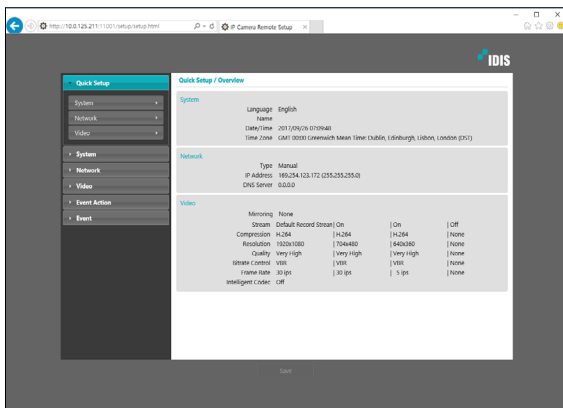 http://10.0.126.211:11001/setup/setup.html
IP Camera Remote Setup
IDIS
Quick Setup
System
Network
Video
System
Network
Video
Event Action
Event
Quick Setup / Overview
System
Language English
Name
Date/Time 2017/09/26 07:09:48
Time Zone GMT 00:00 Greenwich Mean Time: Dublin, Edinburgh, Lisbon, London (DST)
Network
Type Manual
IP Address 169.254.123.172 (255.255.255.0)
DNS Server 0.0.0.0
Video
Mirroring None
Stream Default Record Stream | On | On | Off
Compression H.264 | H.264 | H.264 | None
Resolution 1920x1080 | 704x480 | 640x360 | None
Quality Very High | Very High | Very High | None
Bitrate Control VBR | VBR | VBR | None
Frame Rate 30 ips | 30 ips | 5 ips | None
Intelligent Codec Off
Save